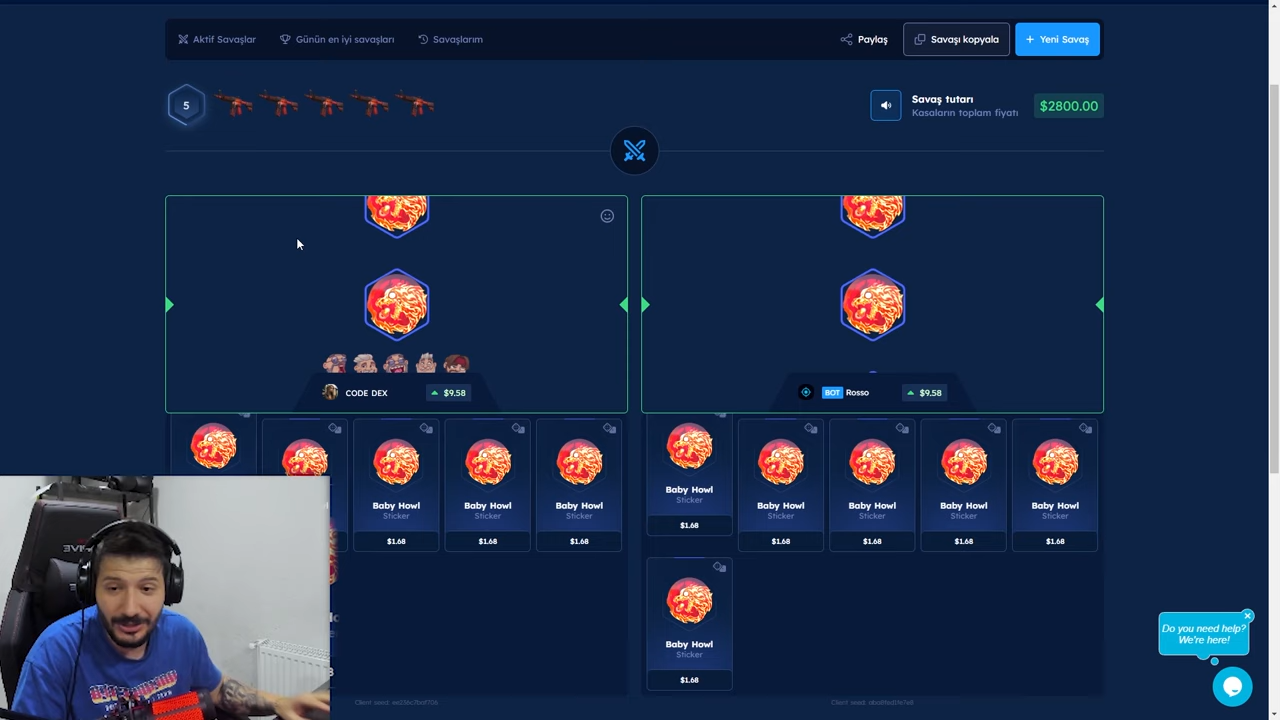 Aktif Savaşlar
Günün en iyi savaşları
Savaşlarım
Paylaş
Savaşı kopyala
+ Yeni Savaş
5
Savaş tutarı
Kasaların toplam fiyatı
$2800.00
CODE DEX
$9.58
BOT Rosso
$9.58
Baby Howl
Sticker
$1.68
Baby Howl
Sticker
$1.68
Baby Howl
Sticker
$1.68
Baby Howl
Sticker
$1.68
Baby Howl
Sticker
$1.68
Baby Howl
Sticker
$1.68
Baby Howl
Sticker
$1.68
Baby Howl
Sticker
$1.68
Baby Howl
Sticker
$1.68
Do you need help?
We're here!
Client seed:
Client seed: